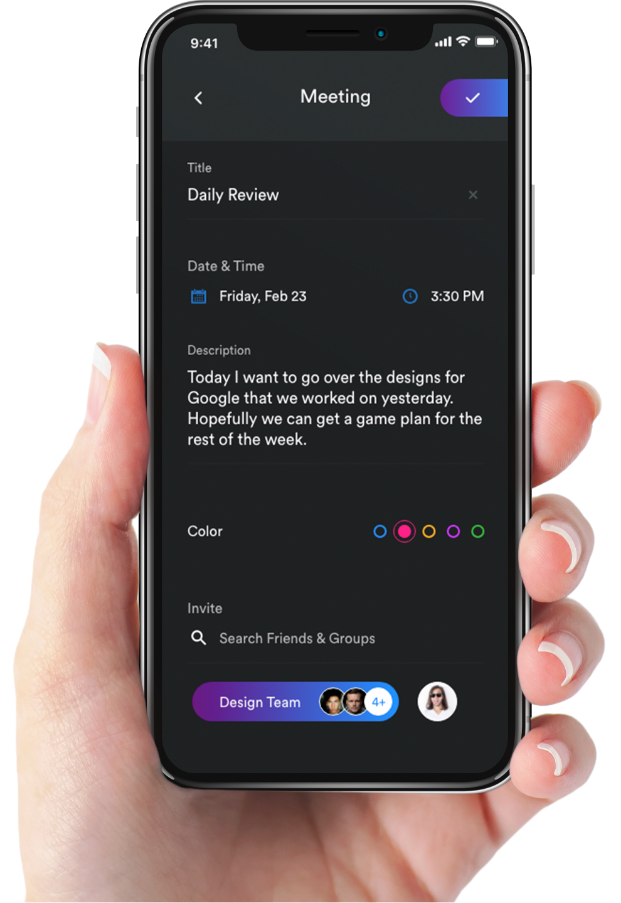 9:41
Meeting
Title
Daily Review
Date & Time
Friday, Feb 23
3:30 PM
Description
Today I want to go over the designs for
Google that we worked on yesterday.
Hopefully we can get a game plan for the
rest of the week.
Color
Invite
Search Friends & Groups
Design Team
4+